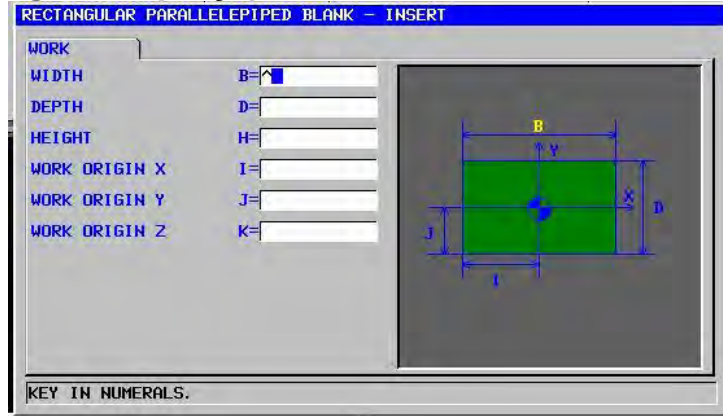 RECTANGULAR PARALLELEPIPED BLANK - INSERT
WORK
WIDTH B=^
DEPTH D=
HEIGHT H=
WORK ORIGIN X I=
WORK ORIGIN Y J=
WORK ORIGIN Z K=
B
Y
X
D
J
I
KEY IN NUMERALS.